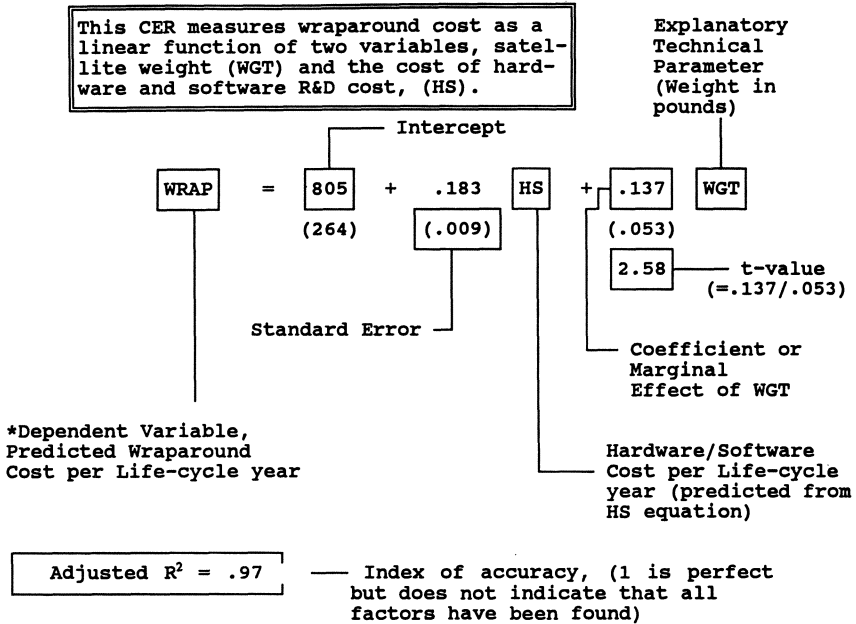 This CER measures wraparound cost as a
linear function of two variables, satel-
lite weight (WGT) and the cost of hard-
ware and software R&D cost, (HS).
Explanatory
Technical
Parameter
(Weight in
pounds)
Intercept
WRAP = 805 + .183 HS + .137 WGT
(264) (.009) (.053)
2.58 t-value
(=.137/.053)
Standard Error
Coefficient or
Marginal
Effect of WGT
*Dependent Variable,
Predicted Wraparound
Cost per Life-cycle year
Hardware/Software
Cost per Life-cycle
year (predicted from
HS equation)
Adjusted R² = .97
Index of accuracy, (1 is perfect
but does not indicate that all
factors have been found)